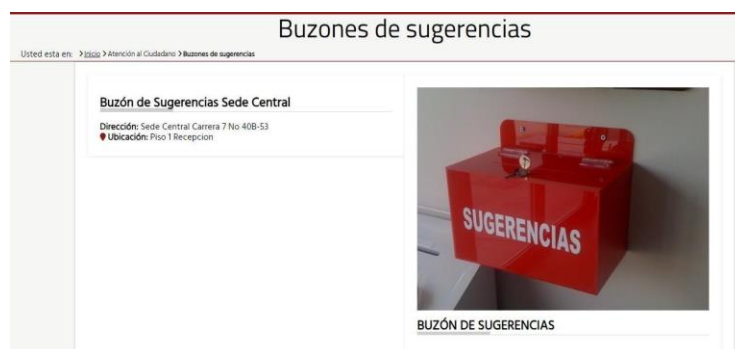 Buzones de sugerencias
Usted esta en: > Inicio > Atención al Ciudadano > Buzones de sugerencias
Buzón de Sugerencias Sede Central
Dirección: Sede Central Carrera 7 No 40B-53
Ubicación: Piso 1 Recepcion
SUGERENCIAS
BUZÓN DE SUGERENCIAS